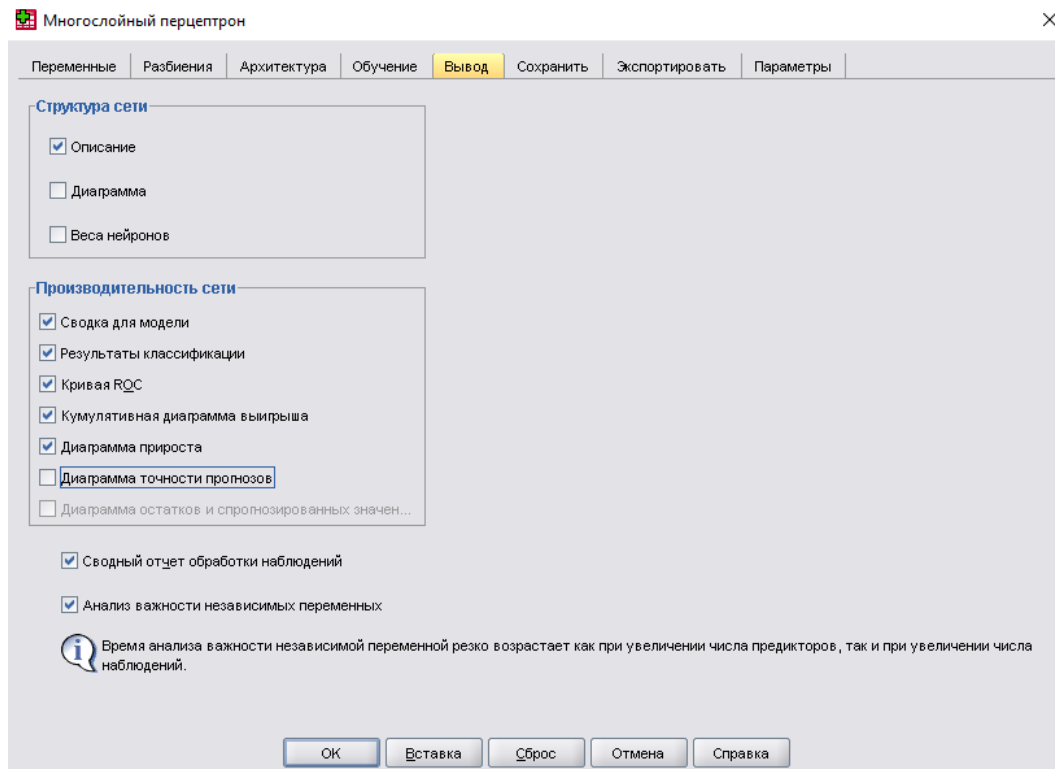 Многослойный перцептрон
Переменные Разбиения Архитектура Обучение Вывод Сохранить Экспортировать Параметры
Структура сети
Описание
Диаграмма
Веса нейронов
Производительность сети
Сводка для модели
Результаты классификации
Кривая ROC
Кумулятивная диаграмма выигрыша
Диаграмма прироста
Диаграмма точности прогнозов
Диаграмма остатков и спрогнозированных значен...
Сводный отчет обработки наблюдений
Анализ важности независимых переменных
Время анализа важности независимой переменной резко возрастает как при увеличении числа предикторов, так и при увеличении числа
наблюдений.
OK Вставка Сброс Отмена Справка